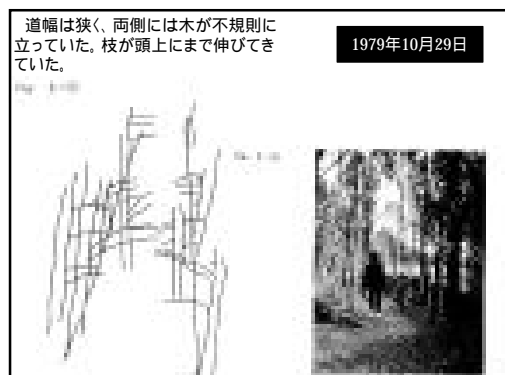 道幅は狭く、両側には木が不規則に
立っていた。枝が頭上にまで伸びてき
ていた。
1979年10月29日